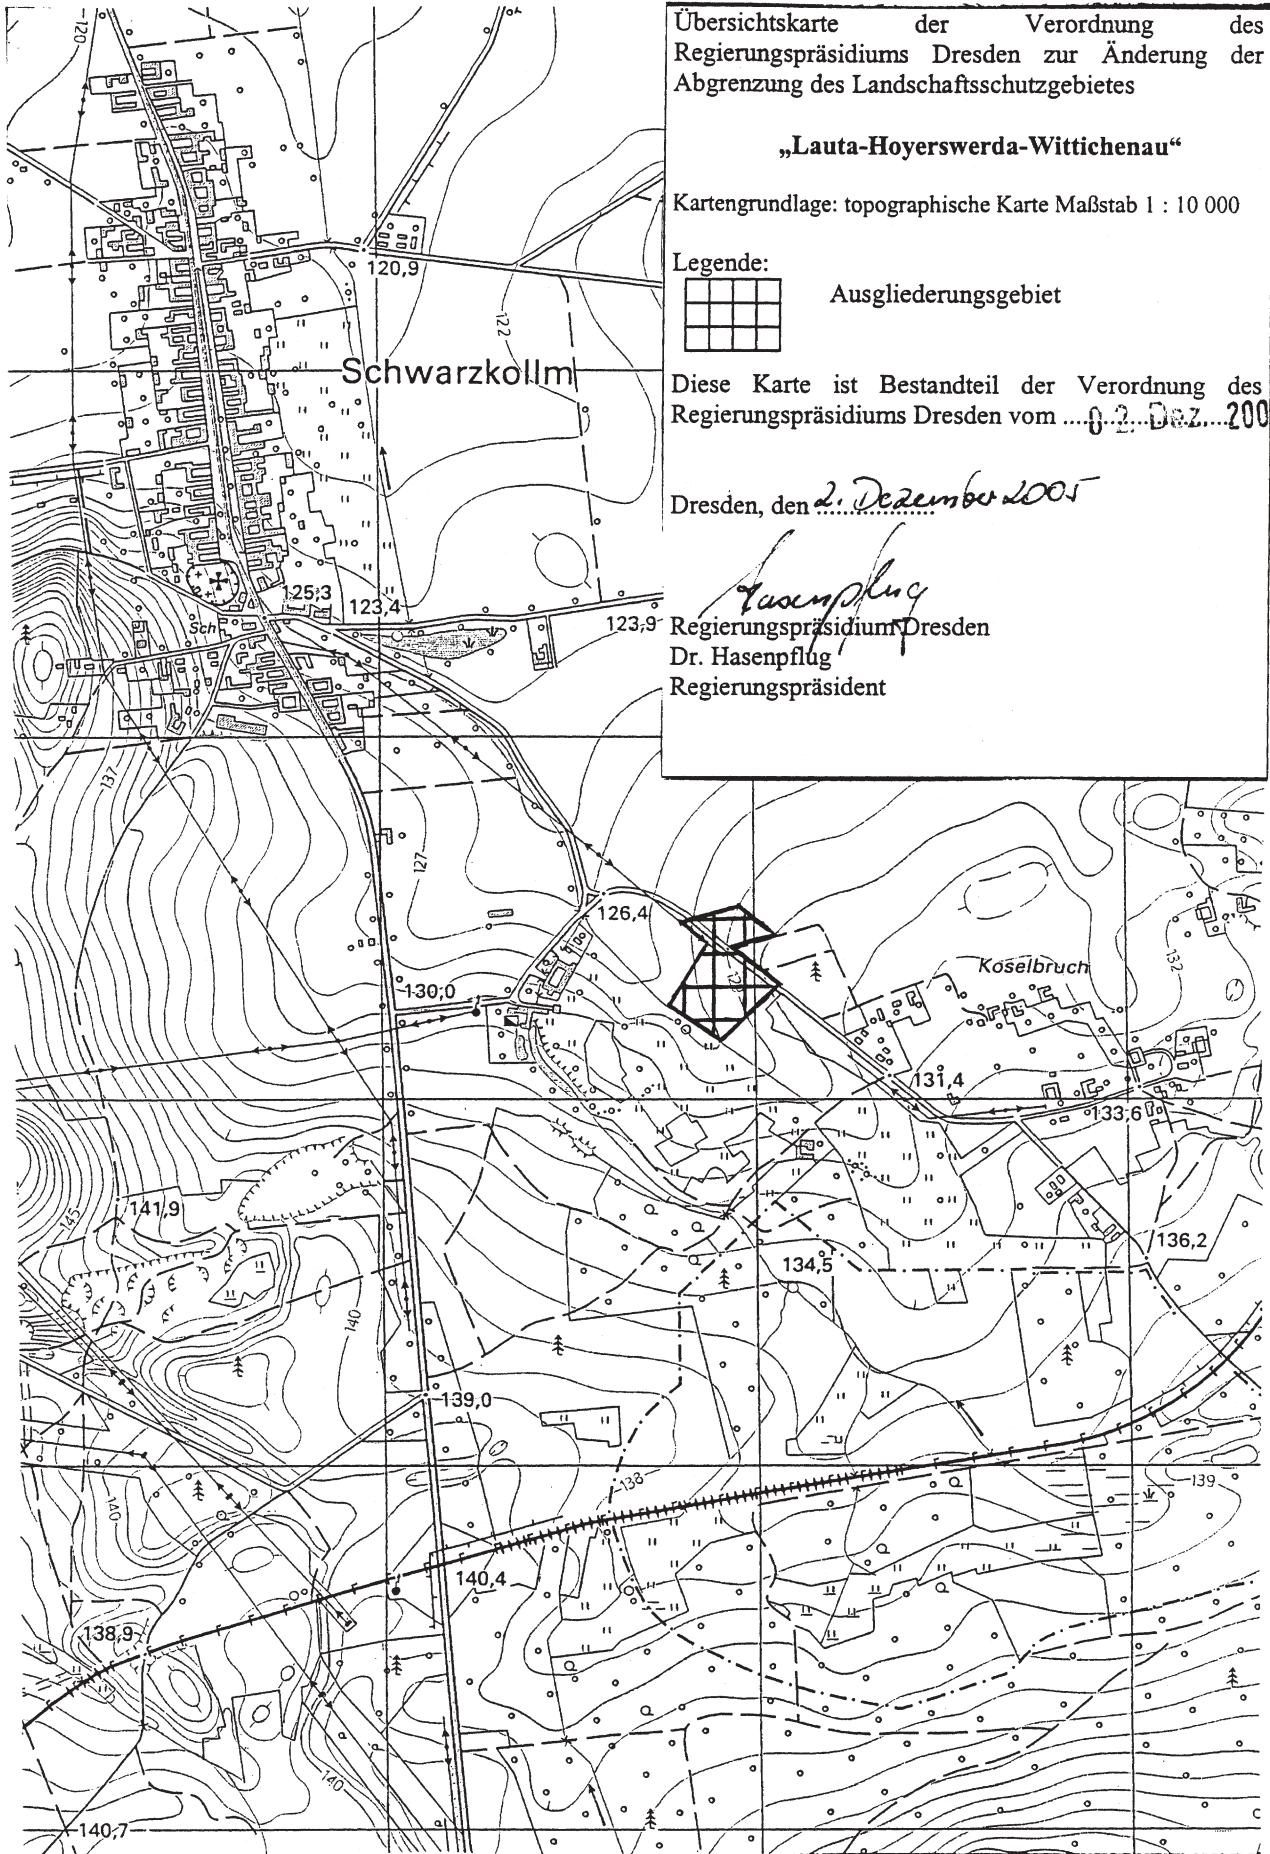 Übersichtskarte der Verordnung des
Regierungspräsidiums Dresden zur Änderung der
Abgrenzung des Landschaftsschutzgebietes
„Lauta-Hoyerswerda-Wittichenau“
Kartengrundlage: topographische Karte Maßstab 1 : 10 000
Legende:
Ausgliederungsgebiet
Diese Karte ist Bestandteil der Verordnung des
Regierungspräsidiums Dresden vom ....02. Dez. 200
Dresden, den 2. Dezember 2005
Hasenpflug
Regierungspräsidium Dresden
Dr. Hasenpflug
Regierungspräsident
120
120,9
122
Schwarzkollm
125,3
123,4
123,9
Sch
137
127
126,4
130,0
Koselbruch
132
131,4
133,6
141,9
145
136,2
134,5
140
139,0
138
139
140
140,4
138,9
140
140,7